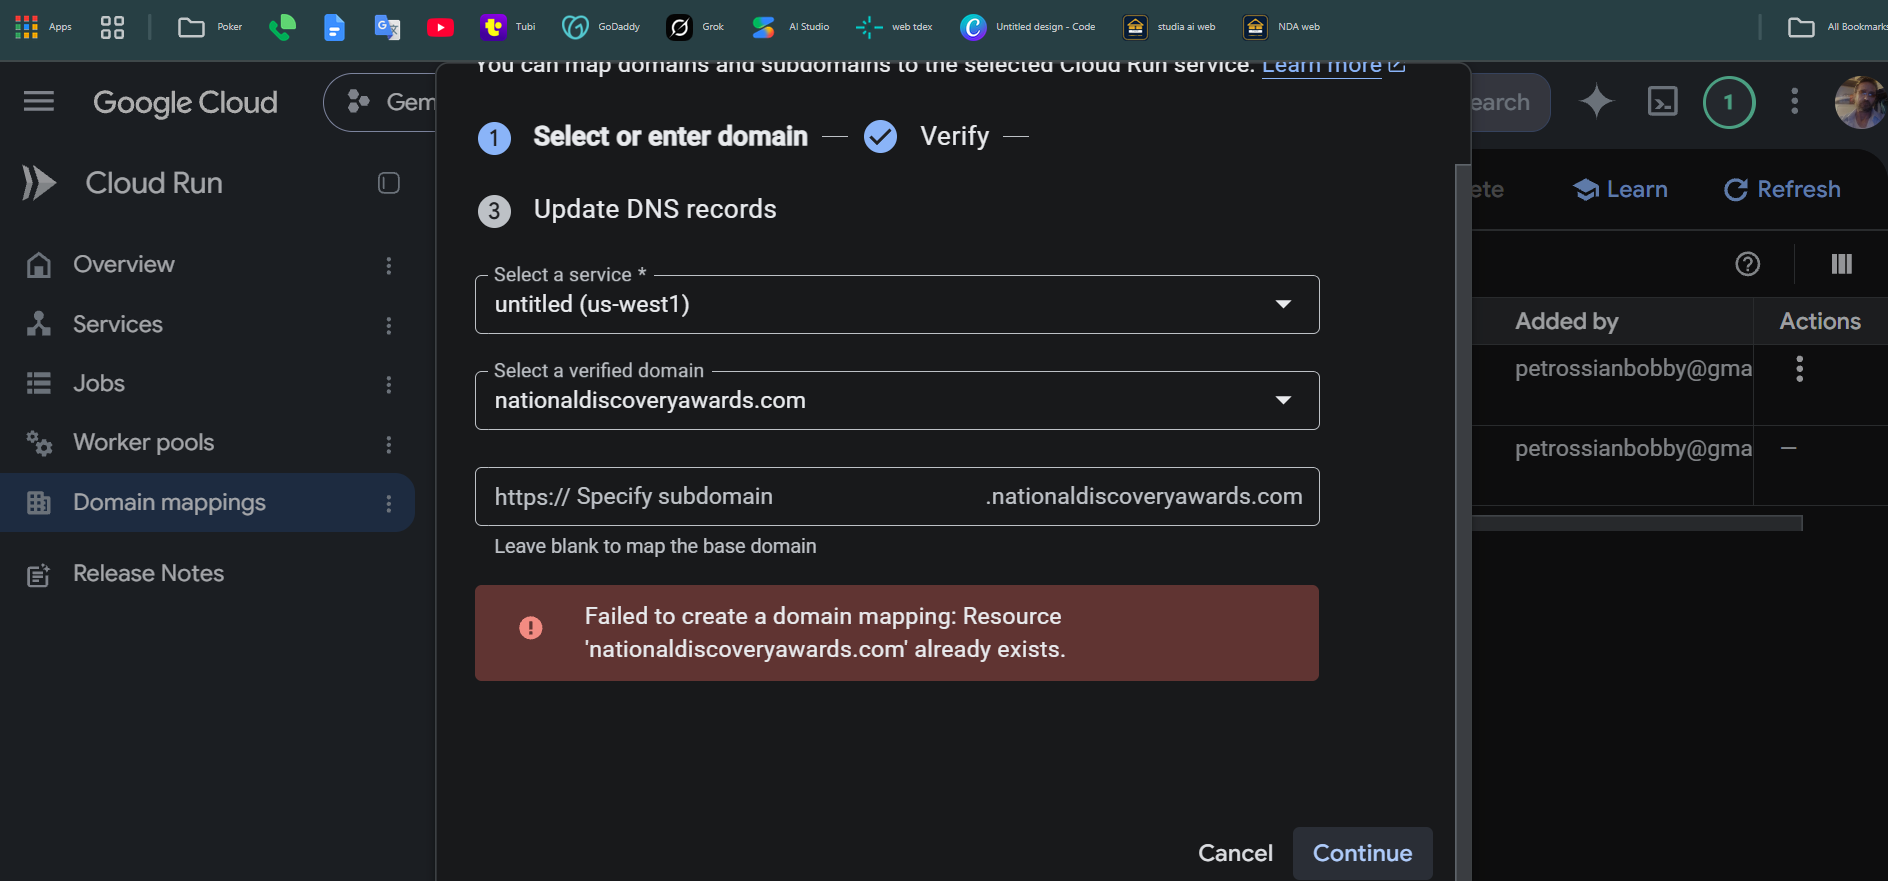 Apps
Poker
Tubi
GoDaddy
Grok
AI Studio
web tdex
Untitled design - Code
studia ai web
NDA web
All Bookmarks
Google Cloud
Gem
You can map domains and subdomains to the selected Cloud Run service. Learn more
earch
1
Cloud Run
1 Select or enter domain
Verify
3 Update DNS records
ete
Learn
Refresh
Overview
Services
Jobs
Worker pools
Domain mappings
Release Notes
Select a service *
untitled (us-west1)
Select a verified domain
nationaldiscoveryawards.com
https:// Specify subdomain .nationaldiscoveryawards.com
Leave blank to map the base domain
Failed to create a domain mapping: Resource
'nationaldiscoveryawards.com' already exists.
Cancel
Continue
Added by
Actions
petrossianbobby@gma
petrossianbobby@gma
–